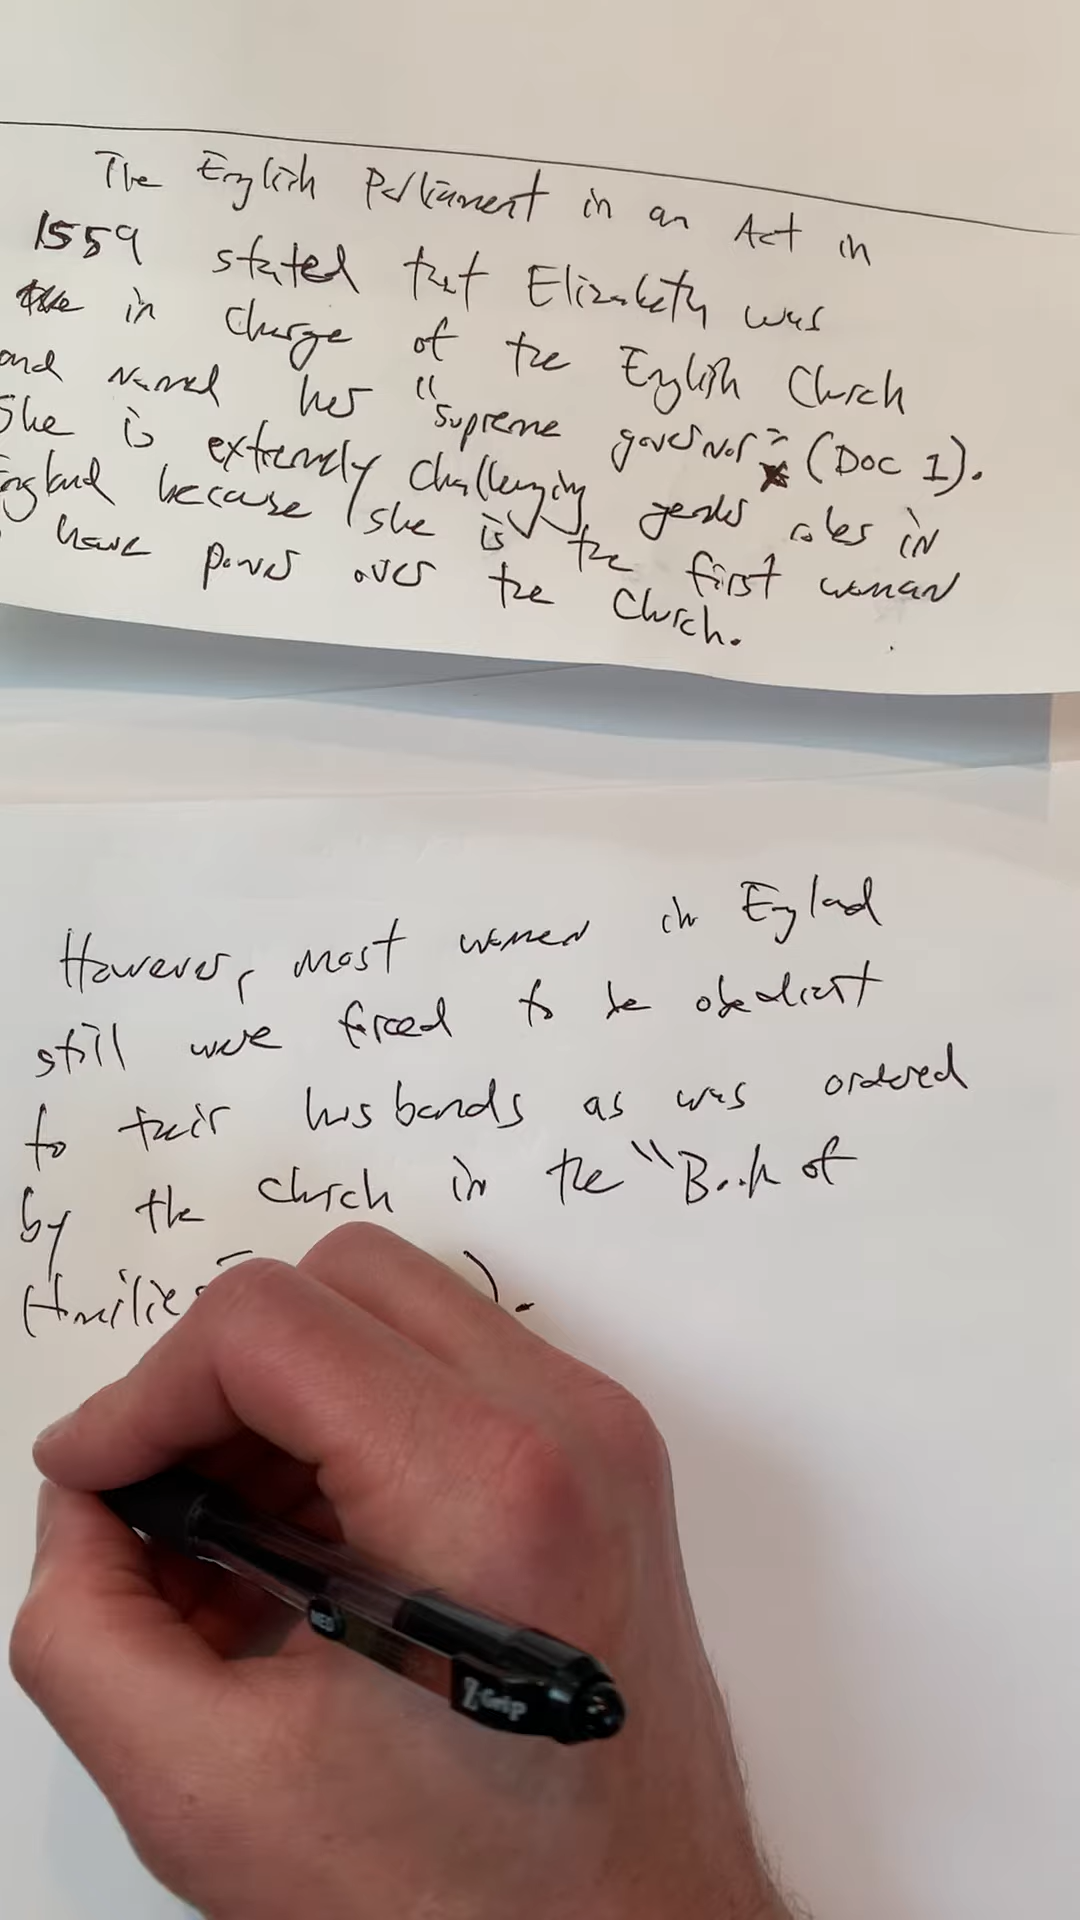 The English Parliament in an Act in
1559 stated that Elizabeth was
in charge of the English Church
and named her "supreme governor" (Doc 1).
She is extremely challenging gender roles in
England because she is the first woman
have power over the Church.
However, most women in England
still were forced to be obedient
to their husbands as was ordered
by the church in the "Book of
Homilies
).
MED
Z-Grip